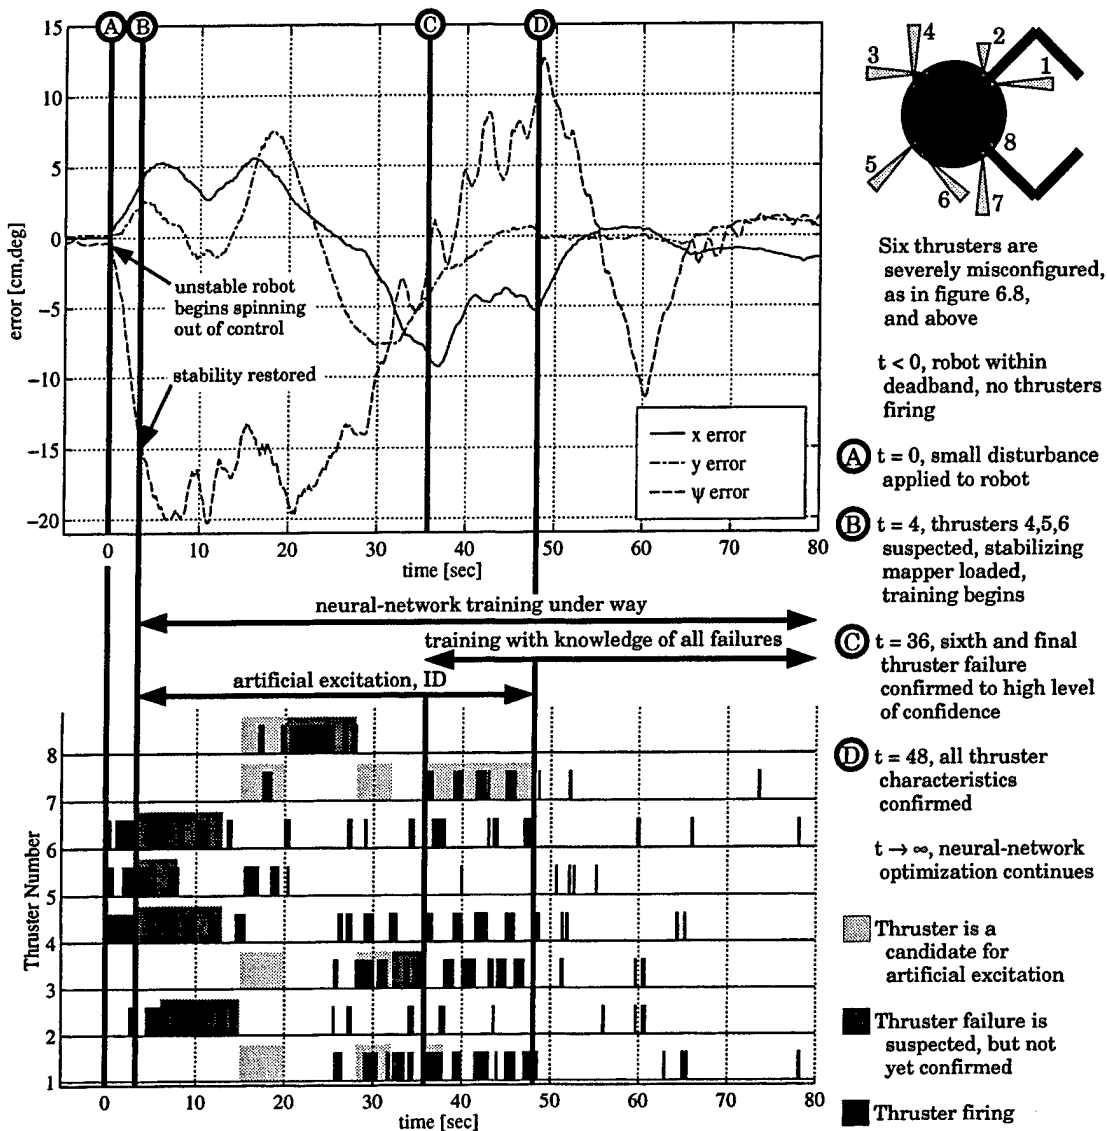 A
B
C
D
15
10
5
0
−5
−10
−15
−20
error [cm,deg]
unstable robot
begins spinning
out of control
stability restored
x error
y error
ψ error
0
10
20
30
40
50
60
70
80
time [sec]
neural-network training under way
training with knowledge of all failures
artificial excitation, ID
8
7
6
5
4
3
2
1
Thruster Number
0
10
20
30
40
50
60
70
80
time [sec]
4
2
3
1
8
5
6
7
Six thrusters are
severely misconfigured,
as in figure 6.8,
and above
t < 0, robot within
deadband, no thrusters
firing
A t = 0, small disturbance
applied to robot
B t = 4, thrusters 4,5,6
suspected, stabilizing
mapper loaded,
training begins
C t = 36, sixth and final
thruster failure
confirmed to high level
of confidence
D t = 48, all thruster
characteristics
confirmed
t → ∞, neural-network
optimization continues
Thruster is a
candidate for
artificial excitation
Thruster failure is
suspected, but not
yet confirmed
Thruster firing